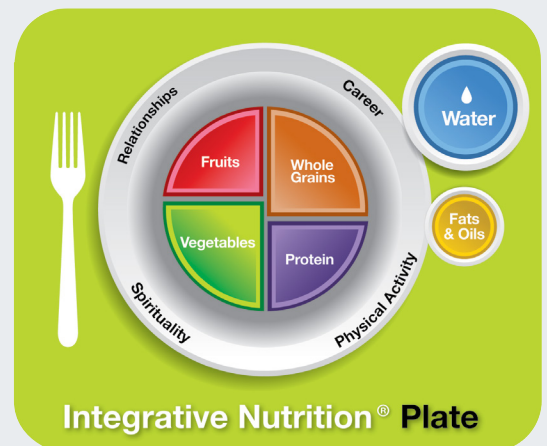 Relationships
Career
Water
Fruits
Whole
Grains
Fats
& Oils
Vegetables
Protein
Spirituality
Physical Activity
Integrative Nutrition® Plate